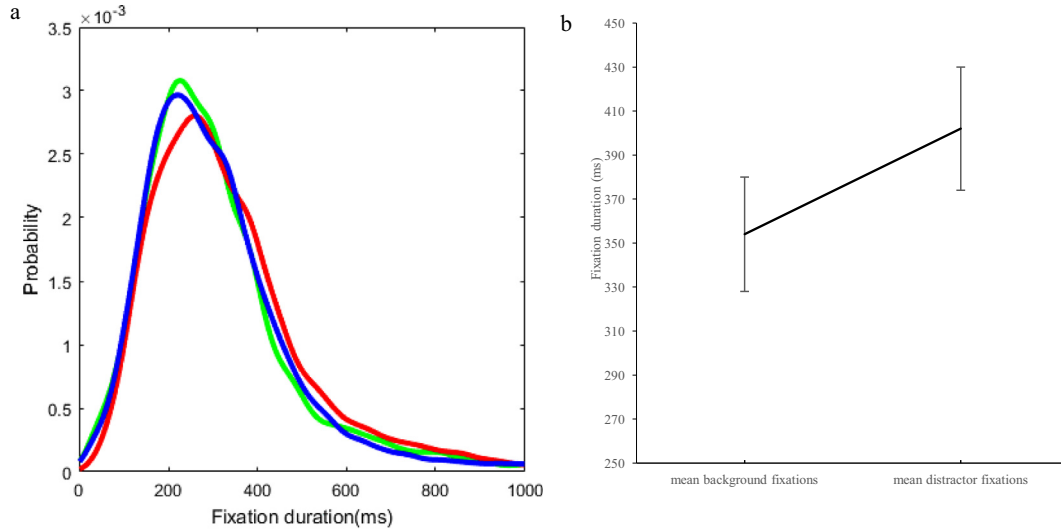 a
×10-3
3.5
3
2.5
2
1.5
1
0.5
0
Probability
0 200 400 600 800 1000
Fixation duration(ms)
b
450
430
410
390
370
350
330
310
290
270
250
Fixation duration (ms)
mean background fixations mean distractor fixations